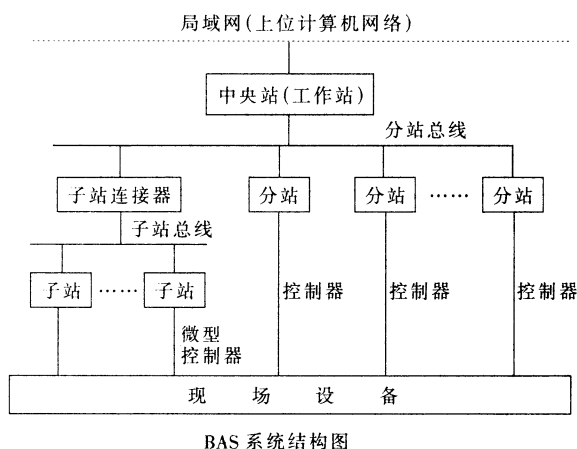 局域网(上位计算机网络)
中央站(工作站)
分站总线
子站连接器
分站
分站
……
分站
子站总线
子站
……
子站
控制器
控制器
控制器
微型
控制器
现场设备
BAS 系统结构图